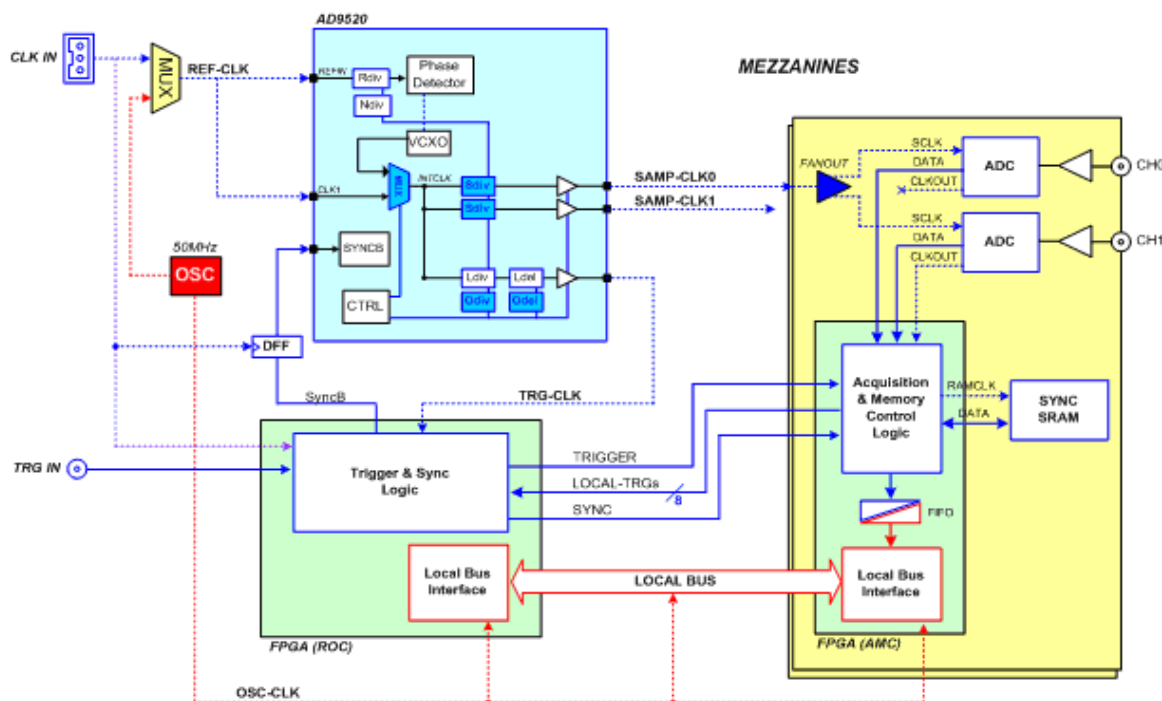 AD9520
CLK IN
MUX
REF-CLK
REFIN
Rdiv
Phase
Detector
Ndiv
VCXO
CLK1
MUX
INTCLK
Sdiv
Sdiv
SYNCB
CTRL
Ldiv
Ldel
Odiv
Odel
50MHz
OSC
DFF
SyncB
TRG-CLK
SAMP-CLK0
SAMP-CLK1
MEZZANINES
FANOUT
SCLK
DATA
CLKOUT
ADC
CH0
SCLK
DATA
CLKOUT
ADC
CH1
Acquisition
& Memory
Control
Logic
RAMCLK
DATA
SYNC
SRAM
FIFO
TRG IN
Trigger & Sync
Logic
TRIGGER
LOCAL-TRGs
8
SYNC
Local Bus
Interface
LOCAL BUS
Local Bus
Interface
FPGA (ROC)
FPGA (AMC)
OSC-CLK